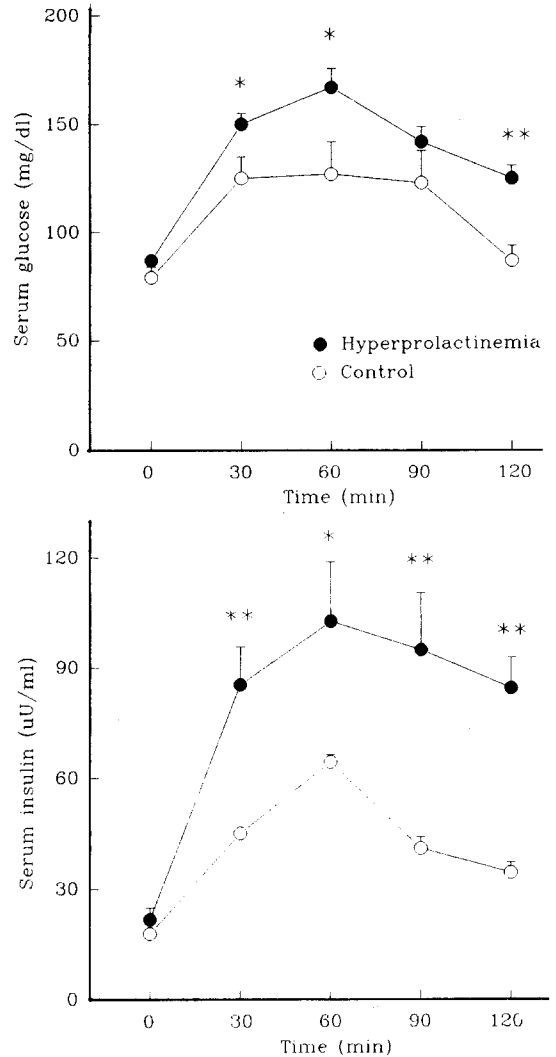 200
150
100
50
0
Serum glucose (mg/dl)
*
*
**
Hyperprolactinemia
Control
0 30 60 90 120
Time (min)
120
90
60
30
0
Serum insulin (uU/ml)
**
*
**
**
0 30 60 90 120
Time (min)